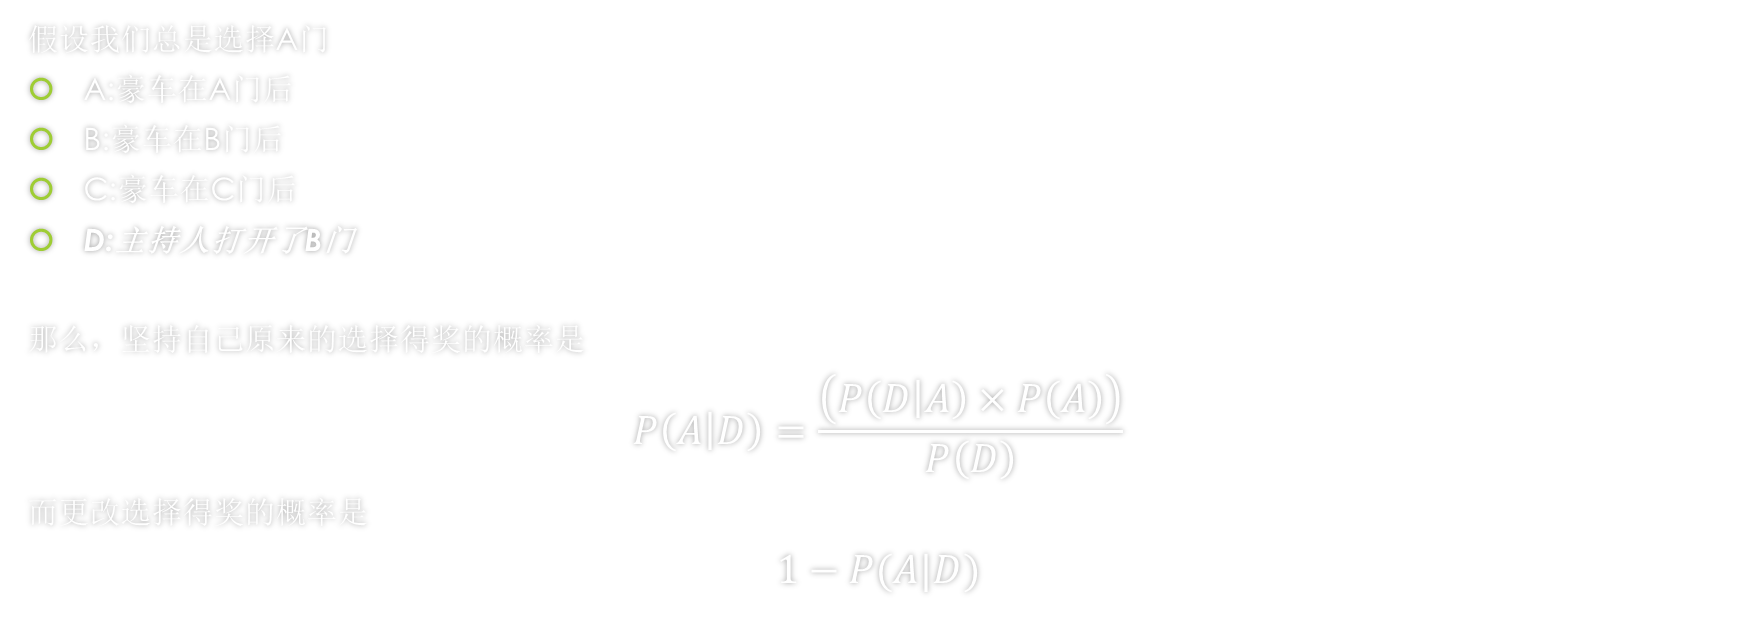 假设我们总是选择A门
A:豪车在A门后
B:豪车在B门后
C:豪车在C门后
D:主持人打开了B门
那么，坚持自己原来的选择得奖的概率是
P(A|D) = (P(D|A) × P(A)) / P(D)
而更改选择得奖的概率是
1 − P(A|D)